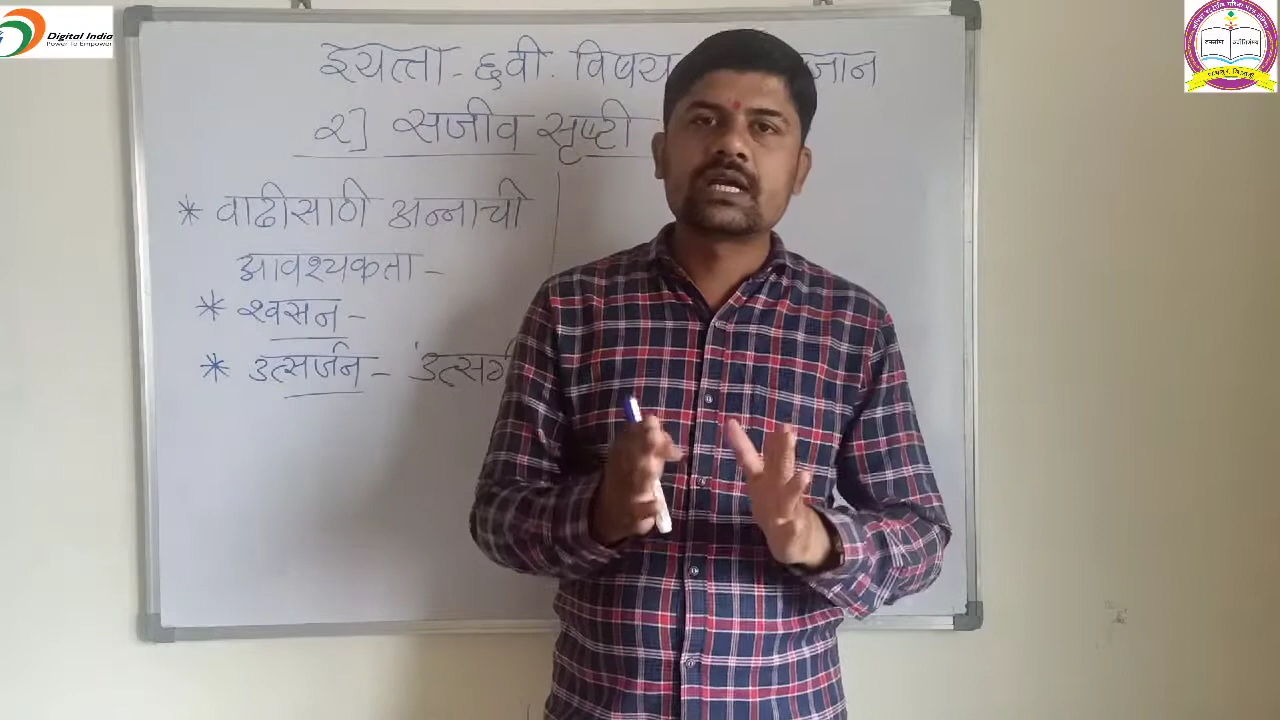 Digital India
Power To Empower
इयत्ता - ६वी. विषय
२] सजीव सृष्टी
* वाढीसाठी अन्नाची
आवश्यकता -
* श्वसन -
* उत्सर्जन -